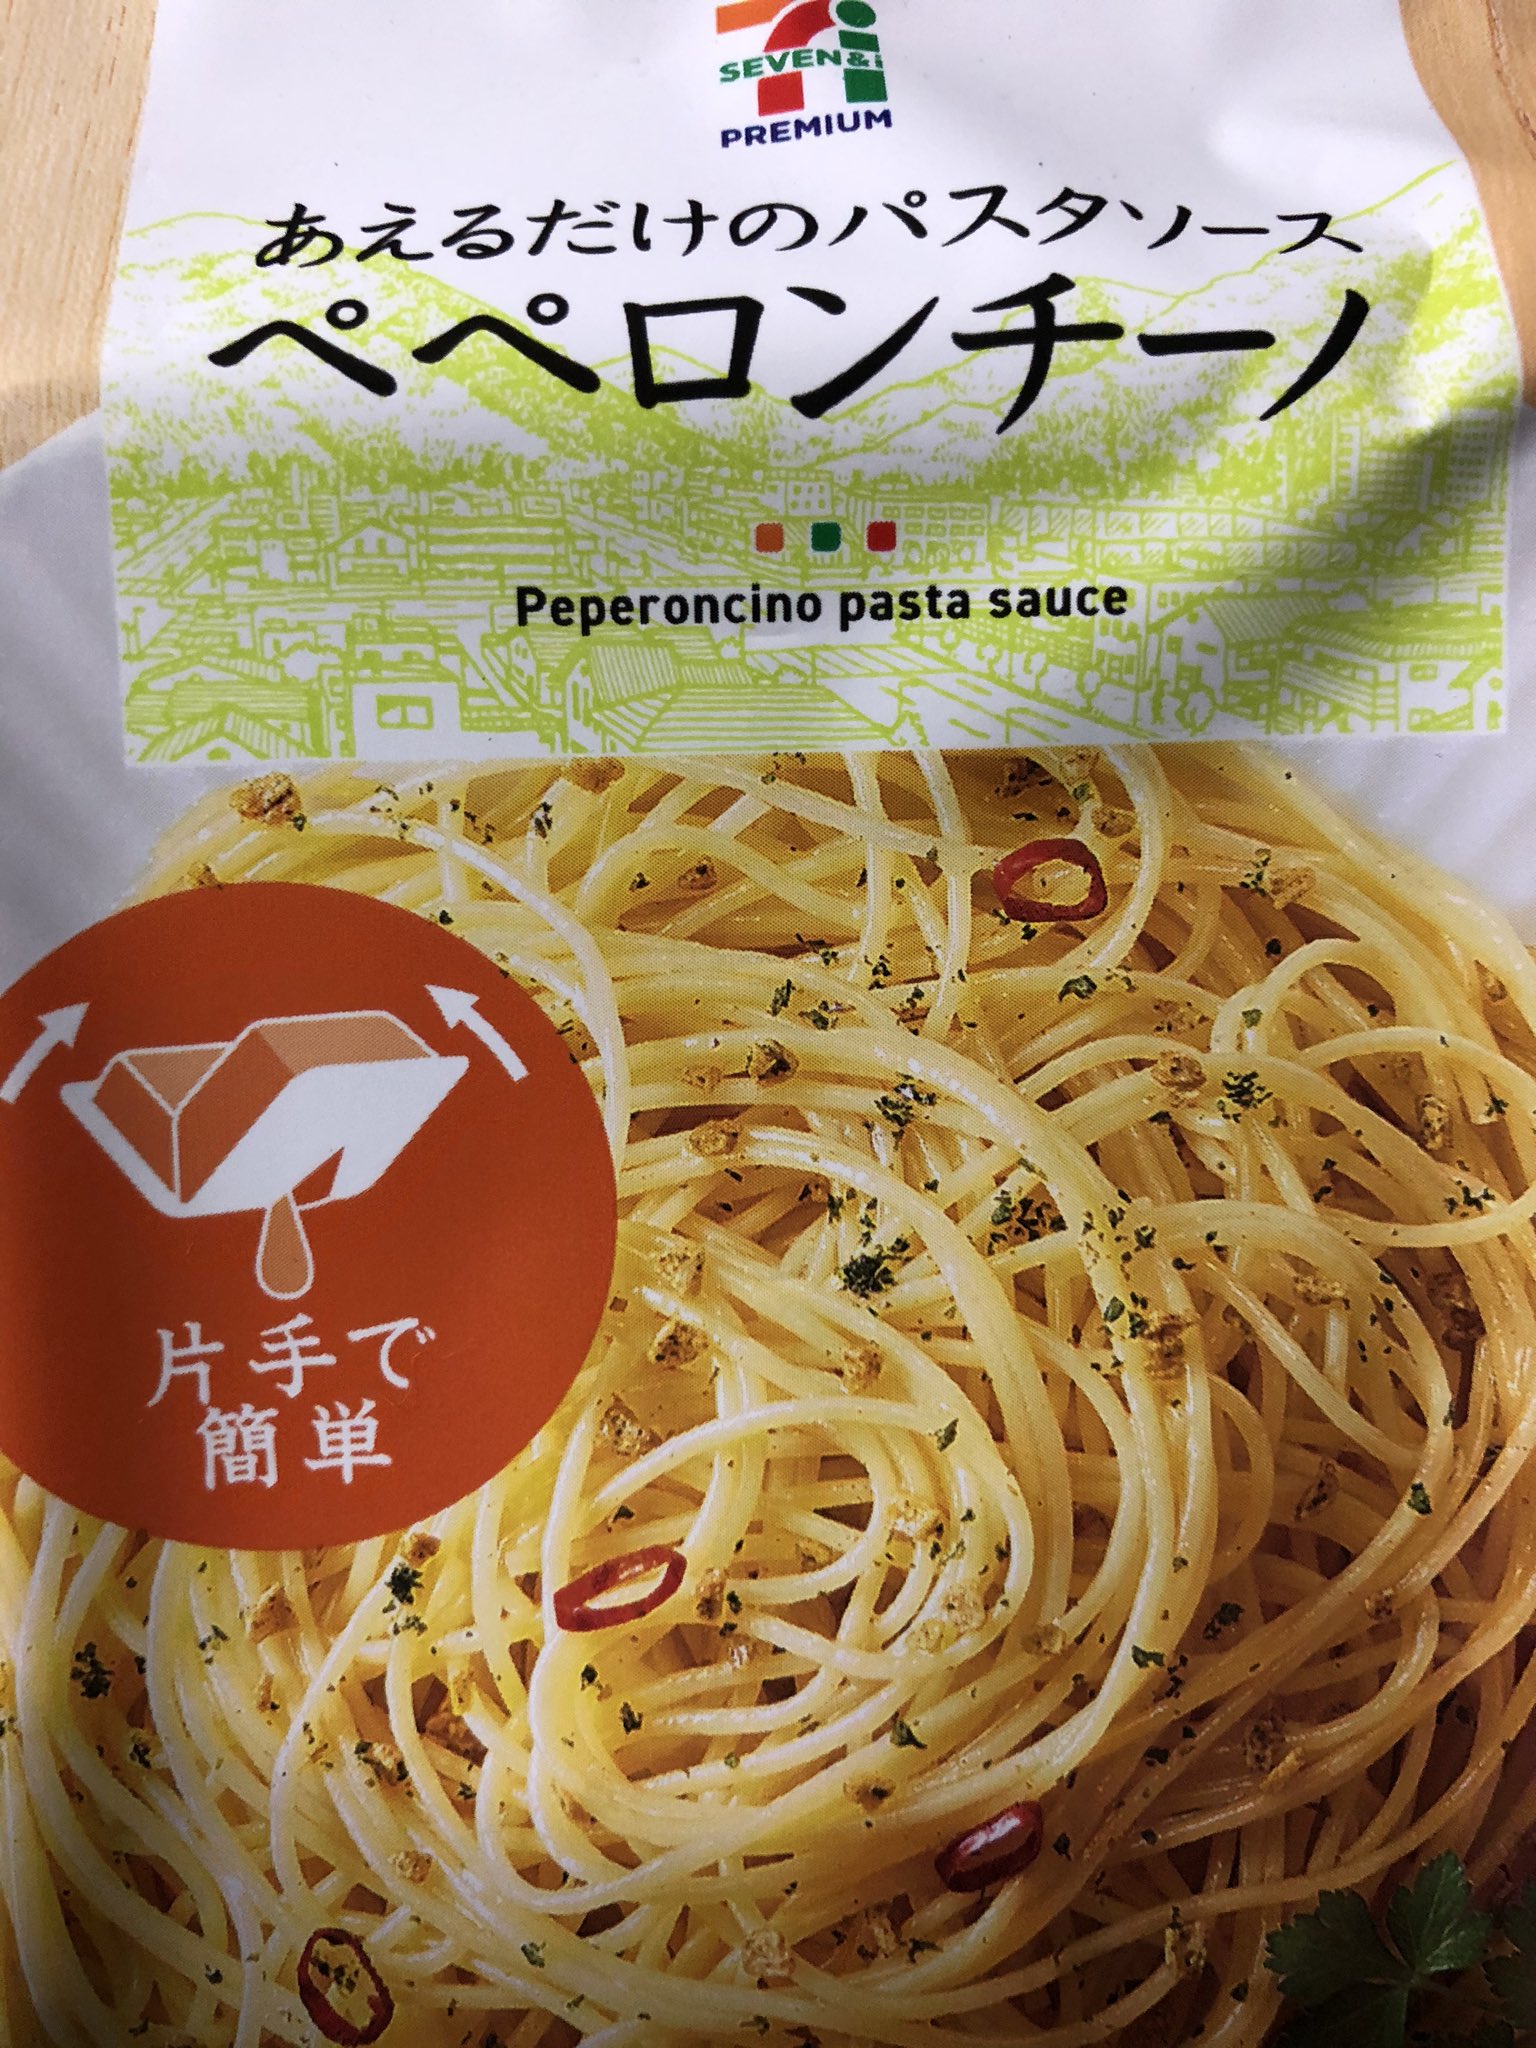 SEVEN&i
PREMIUM
あえるだけのパスタソース
ペペロンチーノ
Peperoncino pasta sauce
片手で
簡単